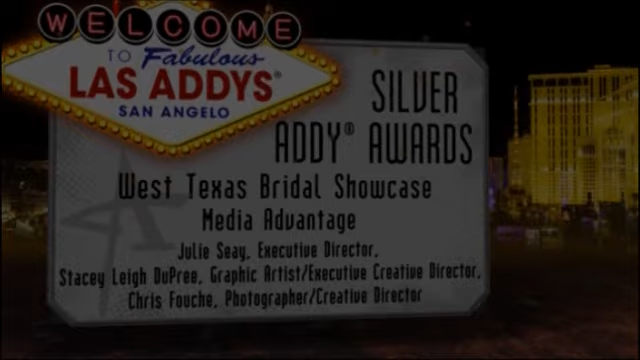 WELCOME
TO Fabulous
LAS ADDYS®
SAN ANGELO
SILVER
ADDY® AWARDS
West Texas Bridal Showcase
Media Advantage
Julie Seay, Executive Director,
Stacey Leigh DuPree, Graphic Artist/Executive Creative Director,
Chris Fouche, Photographer/Creative Director